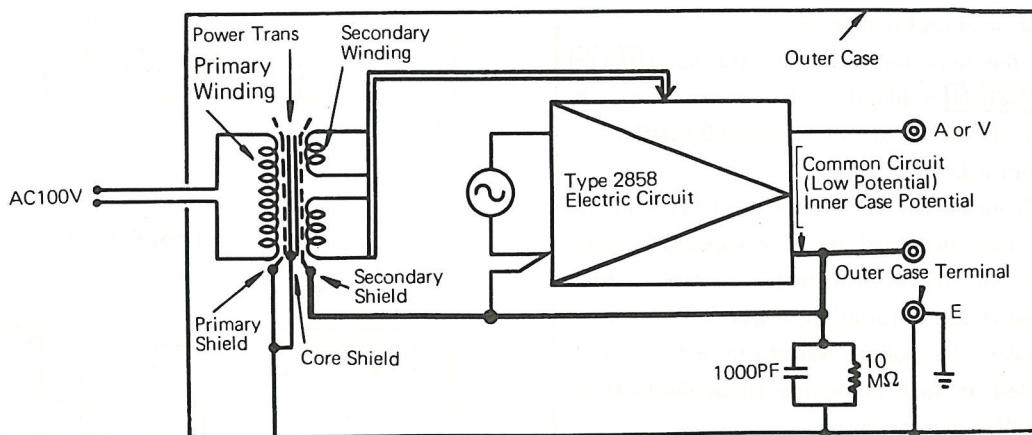 Power Trans
Secondary
Winding
Primary
Winding
Outer Case
AC100V
Type 2858
Electric Circuit
A or V
Common Circuit
(Low Potential)
Inner Case Potential
Outer Case Terminal
E
Secondary
Shield
Primary
Shield
Core Shield
1000PF
10
MΩ